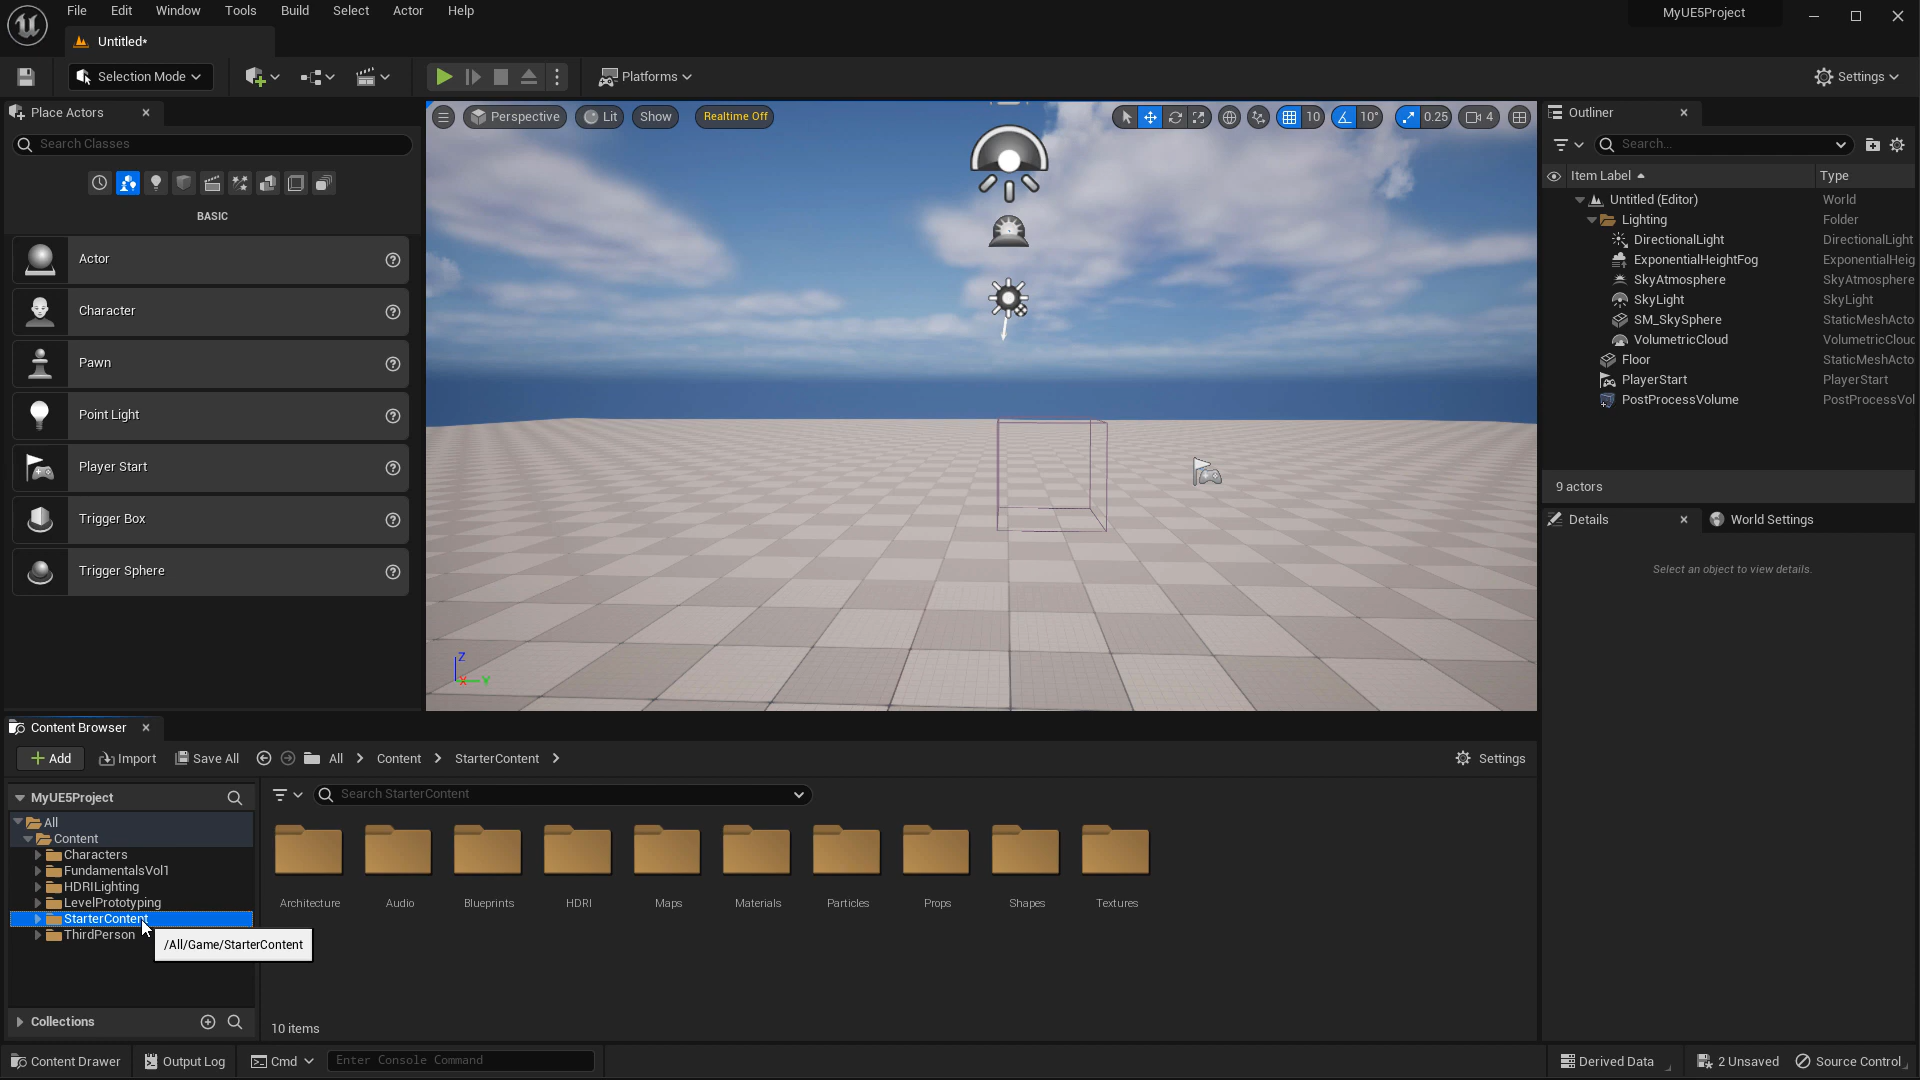 File Edit Window Tools Build Select Actor Help
MyUE5Project
Untitled*
Selection Mode
Platforms
Settings
Place Actors
Search Classes
BASIC
Actor
Character
Pawn
Point Light
Player Start
Trigger Box
Trigger Sphere
Perspective Lit Show Realtime Off
10 10° 0.25 4
Z
X Y
Outliner
Search...
Item Label Type
Untitled (Editor) World
Lighting Folder
DirectionalLight DirectionalLight
ExponentialHeightFog ExponentialHeig
SkyAtmosphere SkyAtmosphere
SkyLight SkyLight
SM_SkySphere StaticMeshActo
VolumetricCloud VolumetricClouc
Floor StaticMeshActo
PlayerStart PlayerStart
PostProcessVolume PostProcessVol
9 actors
Details World Settings
Select an object to view details.
Content Browser
Add Import Save All All Content StarterContent
Settings
MyUE5Project
All
Content
Characters
FundamentalsVol1
HDRILighting
LevelPrototyping
StarterContent
ThirdPerson
/All/Game/StarterContent
Collections
Search StarterContent
Architecture Audio Blueprints HDRI Maps Materials Particles Props Shapes Textures
10 items
Content Drawer Output Log Cmd Enter Console Command
Derived Data 2 Unsaved Source Control